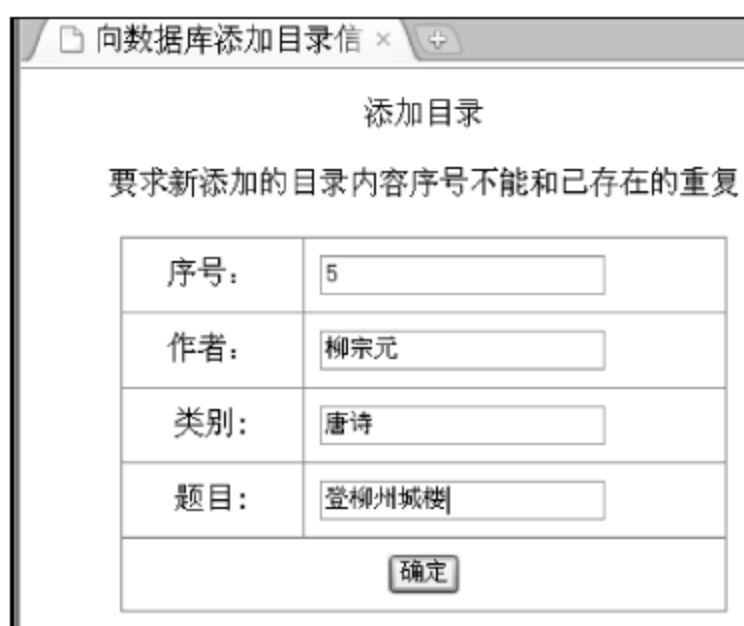 向数据库添加目录信
添加目录
要求新添加的目录内容序号不能和已存在的重复
序号： 5
作者： 柳宗元
类别： 唐诗
题目： 登柳州城楼
确定